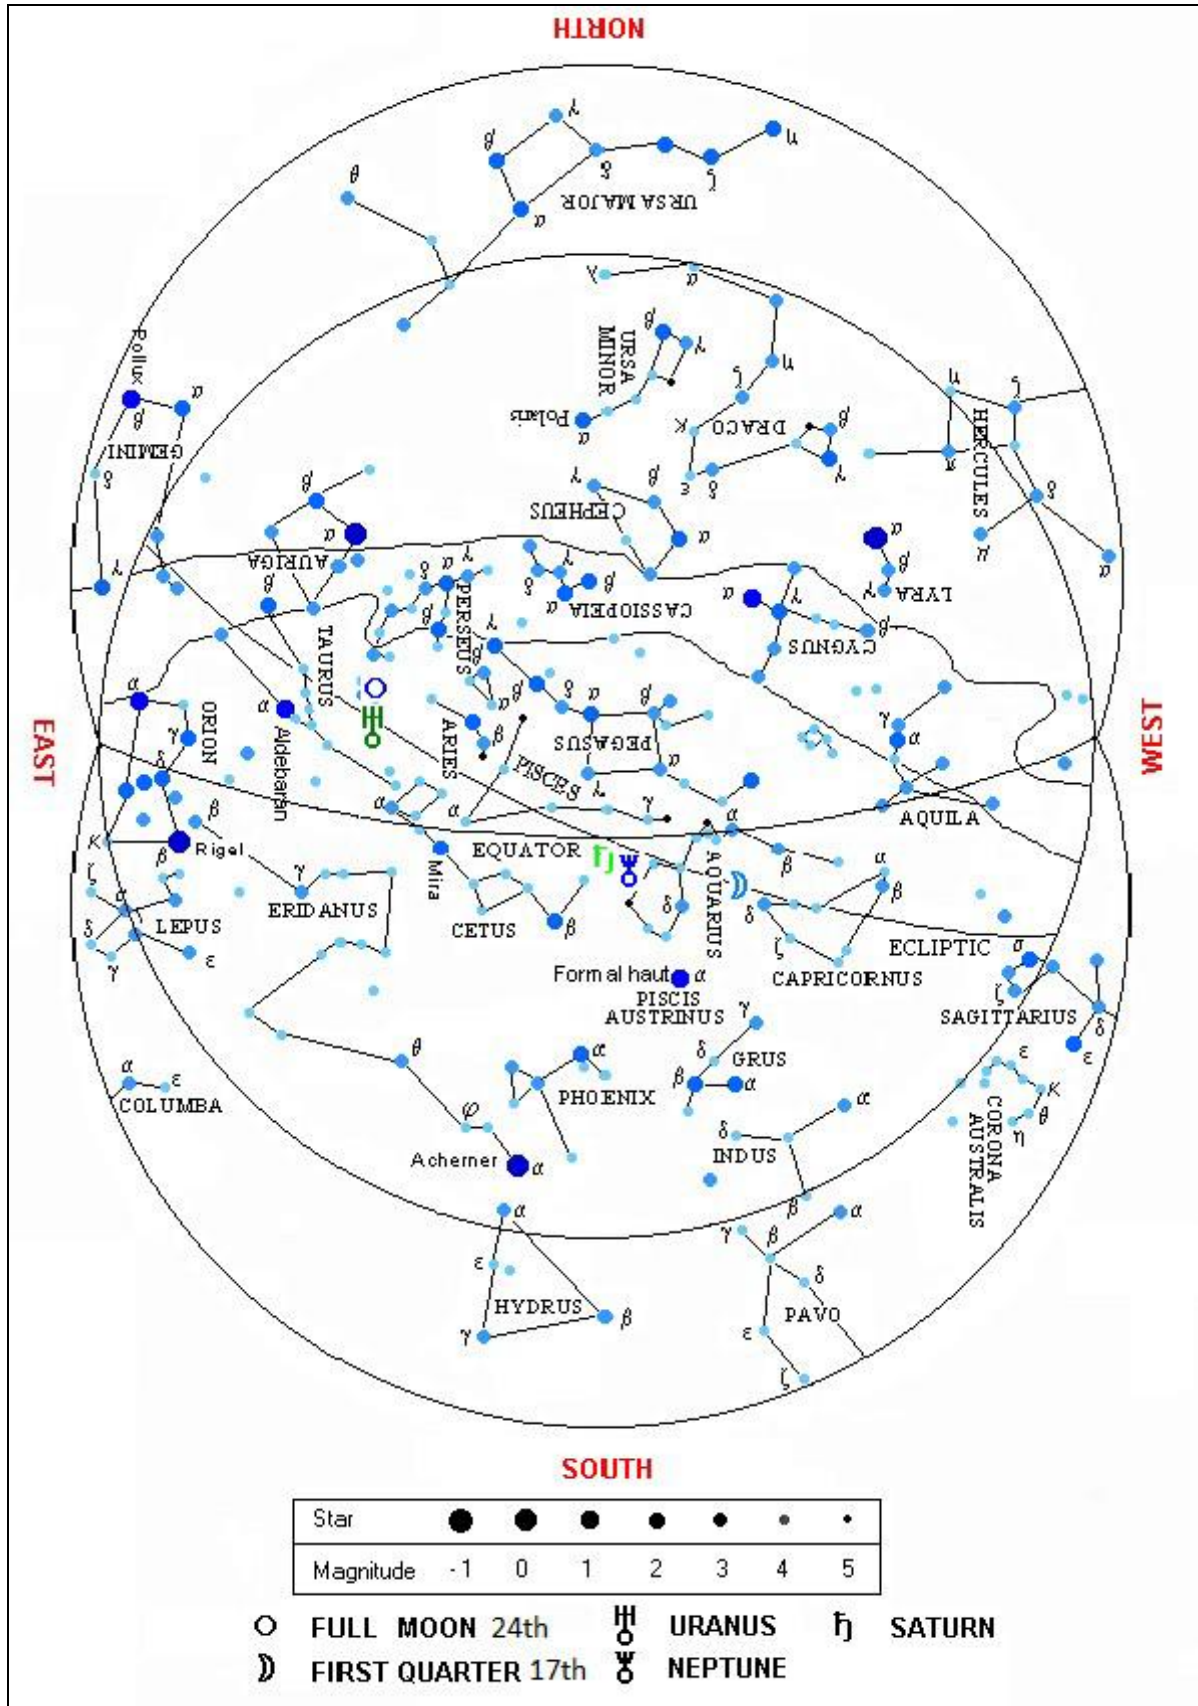 NORTH
γ
β
η
δ
ζ
θ
URSA MAJOR
α
λ
α
Pollux
β
URSA MINOR
γ
η
α
β
ζ
η
ζ
Polaris
α
κ
DRACO
β
HERCULES
GEMINI
π
δ
β
γ
β
ε
δ
γ
δ
CEPHEUS
α
α
α
μ
AURIGA
γ
α
γ
δ
γ
β
α
β
γ
LYRA
α
β
PERSEUS
α
CASSIOPEIA
α
γ
β
TAURUS
β
γ
CYGNUS
β
δ
α
β
α
ORION
α
β
γ
EAST
γ
Aldebaran
ARIES
β
PEGASUS
α
WEST
δ
PISCES
γ
α
κ
β
Rigel
α
α
γ
α
AQUILA
EQUATOR
β
α
ζ
β
Mira
AQUARIUS
β
α
γ
ERIDANUS
δ
δ
LEPUS
CETUS
β
ECLIPTIC
δ
γ
ε
ζ
σ
Formal haut
α
CAPRICORNUS
PISCIS
AUSTRINUS
γ
ζ
SAGITTARIUS
δ
θ
α
δ
GRUS
ε
ε
α
ε
COLUMBA
PHOENIX
β
α
κ
CORONA
AUSTRALIS
θ
η
φ
α
δ
INDUS
Acherner
α
β
α
α
γ
β
ε
δ
HYDRUS
β
PAVO
γ
ε
ζ
SOUTH
Star
Magnitude -1 0 1 2 3 4 5
FULL MOON 24th
URANUS
SATURN
FIRST QUARTER 17th
NEPTUNE